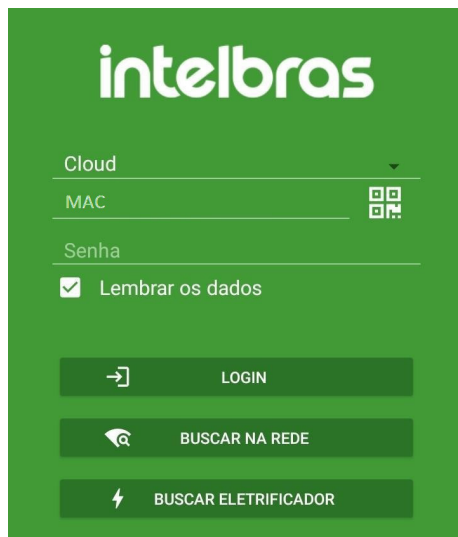 intelbras
Cloud
MAC
Senha
Lembrar os dados
LOGIN
BUSCAR NA REDE
BUSCAR ELETRIFICADOR